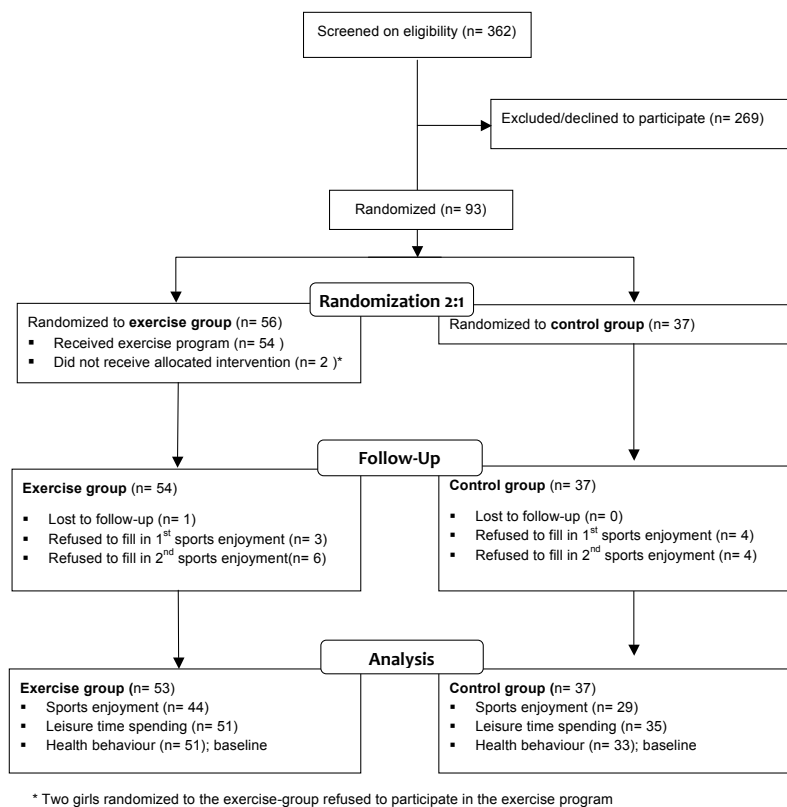 Screened on eligibility (n= 362)
Excluded/declined to participate (n= 269)
Randomized (n= 93)
Randomization 2:1
Randomized to exercise group (n= 56)
▪ Received exercise program (n= 54 )
▪ Did not receive allocated intervention (n= 2 )*
Randomized to control group (n= 37)
Follow-Up
Exercise group (n= 54)
▪ Lost to follow-up (n= 1)
▪ Refused to fill in 1st sports enjoyment (n= 3)
▪ Refused to fill in 2nd sports enjoyment(n= 6)
Control group (n= 37)
▪ Lost to follow-up (n= 0)
▪ Refused to fill in 1st sports enjoyment (n= 4)
▪ Refused to fill in 2nd sports enjoyment (n= 4)
Analysis
Exercise group (n= 53)
▪ Sports enjoyment (n= 44)
▪ Leisure time spending (n= 51)
▪ Health behaviour (n= 51); baseline
Control group (n= 37)
▪ Sports enjoyment (n= 29)
▪ Leisure time spending (n= 35)
▪ Health behaviour (n= 33); baseline
* Two girls randomized to the exercise-group refused to participate in the exercise program